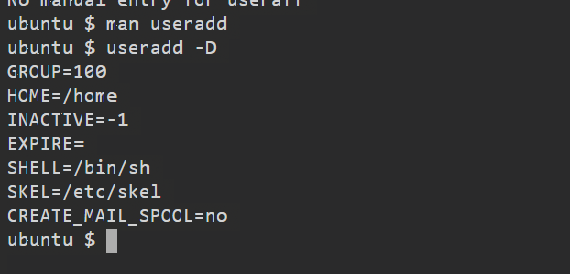 No manual entry for userall
ubuntu $ man useradd
ubuntu $ useradd -D
GROUP=100
HOME=/home
INACTIVE=-1
EXPIRE=
SHELL=/bin/sh
SKEL=/etc/skel
CREATE_MAIL_SPOOL=no
ubuntu $